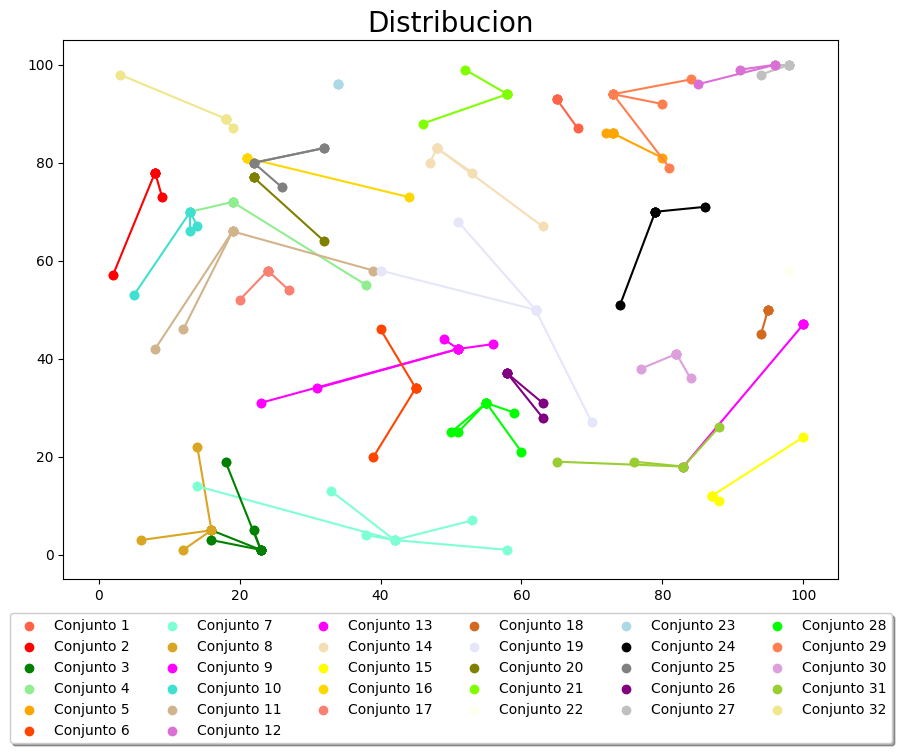 Distribucion
100
80
60
40
20
0
0 20 40 60 80 100
Conjunto 1 Conjunto 7 Conjunto 13 Conjunto 18 Conjunto 23 Conjunto 28
Conjunto 2 Conjunto 8 Conjunto 14 Conjunto 19 Conjunto 24 Conjunto 29
Conjunto 3 Conjunto 9 Conjunto 15 Conjunto 20 Conjunto 25 Conjunto 30
Conjunto 4 Conjunto 10 Conjunto 16 Conjunto 21 Conjunto 26 Conjunto 31
Conjunto 5 Conjunto 11 Conjunto 17 Conjunto 22 Conjunto 27 Conjunto 32
Conjunto 6 Conjunto 12